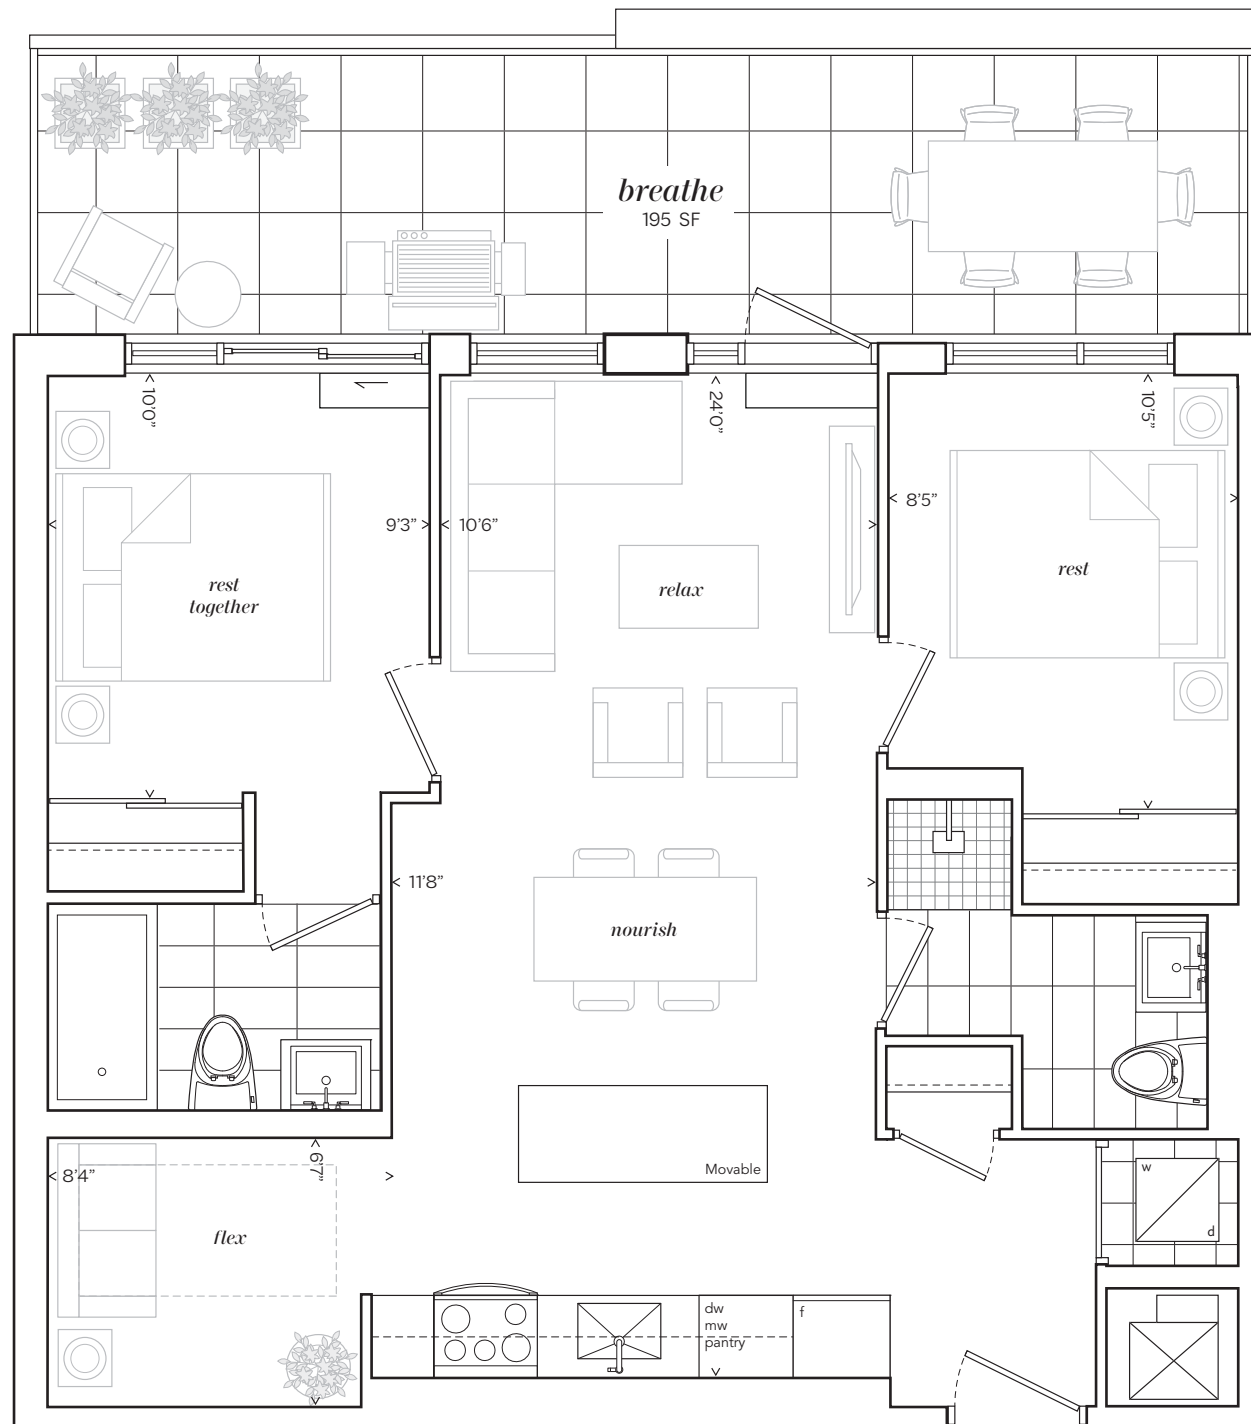 breathe
195 SF
10'0"
24'0"
10'5"
9'3"
10'6"
8'5"
rest
together
relax
rest
11'8"
nourish
Movable
w
d
8'4"
6'7"
flex
dw
mw
pantry
f